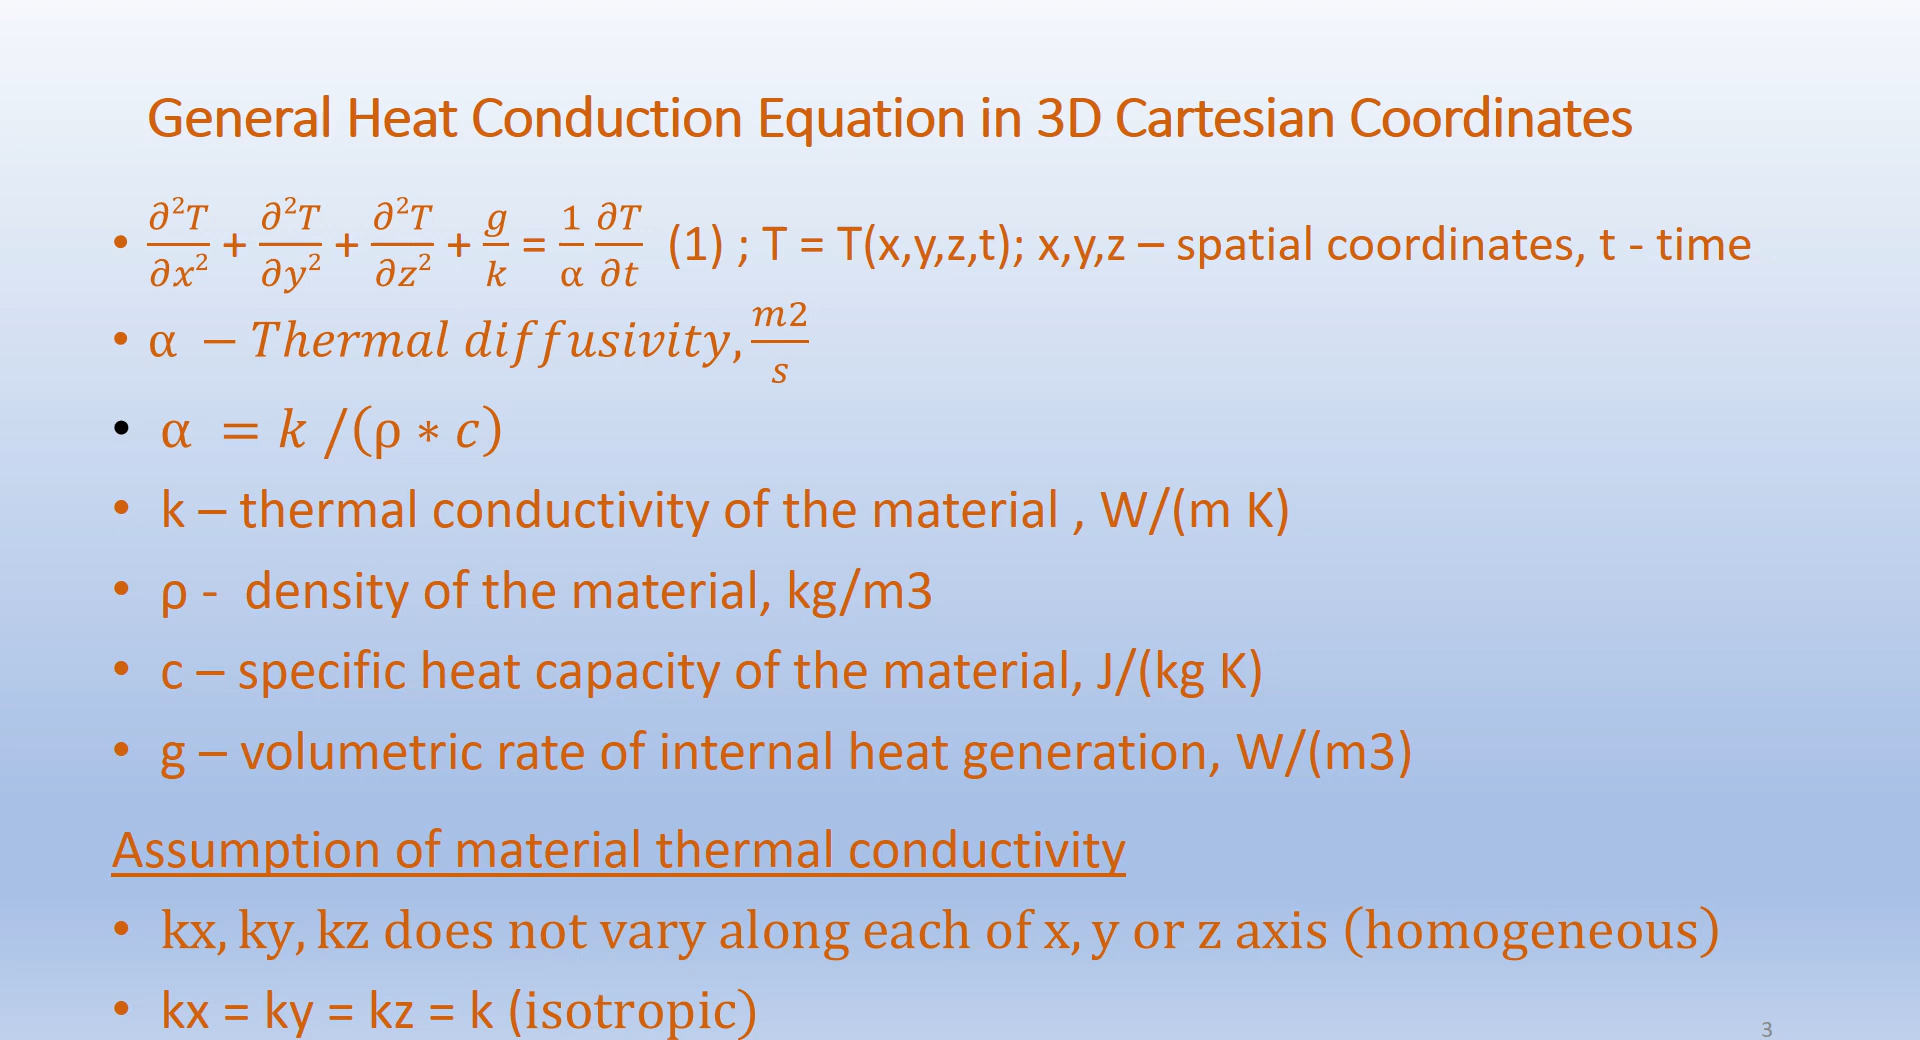 General Heat Conduction Equation in 3D Cartesian Coordinates
• ∂²T/∂x² + ∂²T/∂y² + ∂²T/∂z² + g/k = 1/α ∂T/∂t (1) ; T = T(x,y,z,t); x,y,z – spatial coordinates, t - time
• α – Thermal diffusivity, m2/s
• α = k /(ρ ∗ c)
• k – thermal conductivity of the material , W/(m K)
• ρ - density of the material, kg/m3
• c – specific heat capacity of the material, J/(kg K)
• g – volumetric rate of internal heat generation, W/(m3)
Assumption of material thermal conductivity
• kx, ky, kz does not vary along each of x, y or z axis (homogeneous)
• kx = ky = kz = k (isotropic)
3